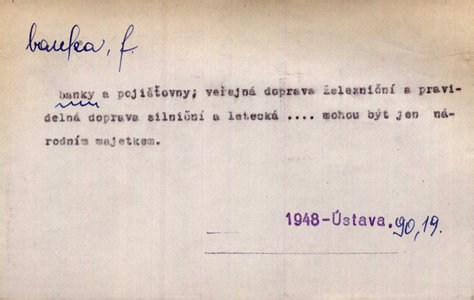 banka, f.
banky a pojišťovny; veřejná doprava železniční a pravi-
delná doprava silniční a letecká .... mohou být jen ná-
rodním majetkem.
1948-Ústava. 90,19.